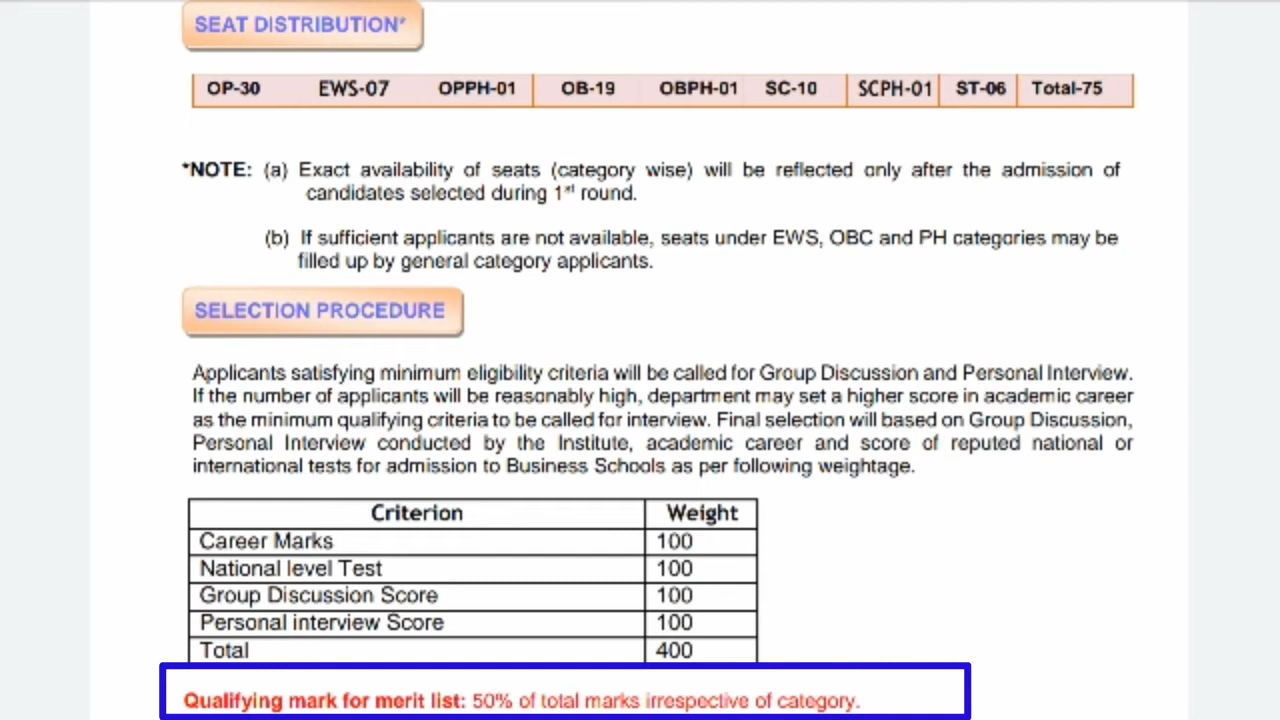 SEAT DISTRIBUTION*
OP-30 EWS-07 OPPH-01 OB-19 OBPH-01 SC-10 SCPH-01 ST-06 Total-75
*NOTE: (a) Exact availability of seats (category wise) will be reflected only after the admission of
candidates selected during 1st round.
(b) If sufficient applicants are not available, seats under EWS, OBC and PH categories may be
filled up by general category applicants.
SELECTION PROCEDURE
Applicants satisfying minimum eligibility criteria will be called for Group Discussion and Personal Interview.
If the number of applicants will be reasonably high, department may set a higher score in academic career
as the minimum qualifying criteria to be called for interview. Final selection will based on Group Discussion,
Personal Interview conducted by the Institute, academic career and score of reputed national or
international tests for admission to Business Schools as per following weightage.
Criterion Weight
Career Marks 100
National level Test 100
Group Discussion Score 100
Personal interview Score 100
Total 400
Qualifying mark for merit list: 50% of total marks irrespective of category.